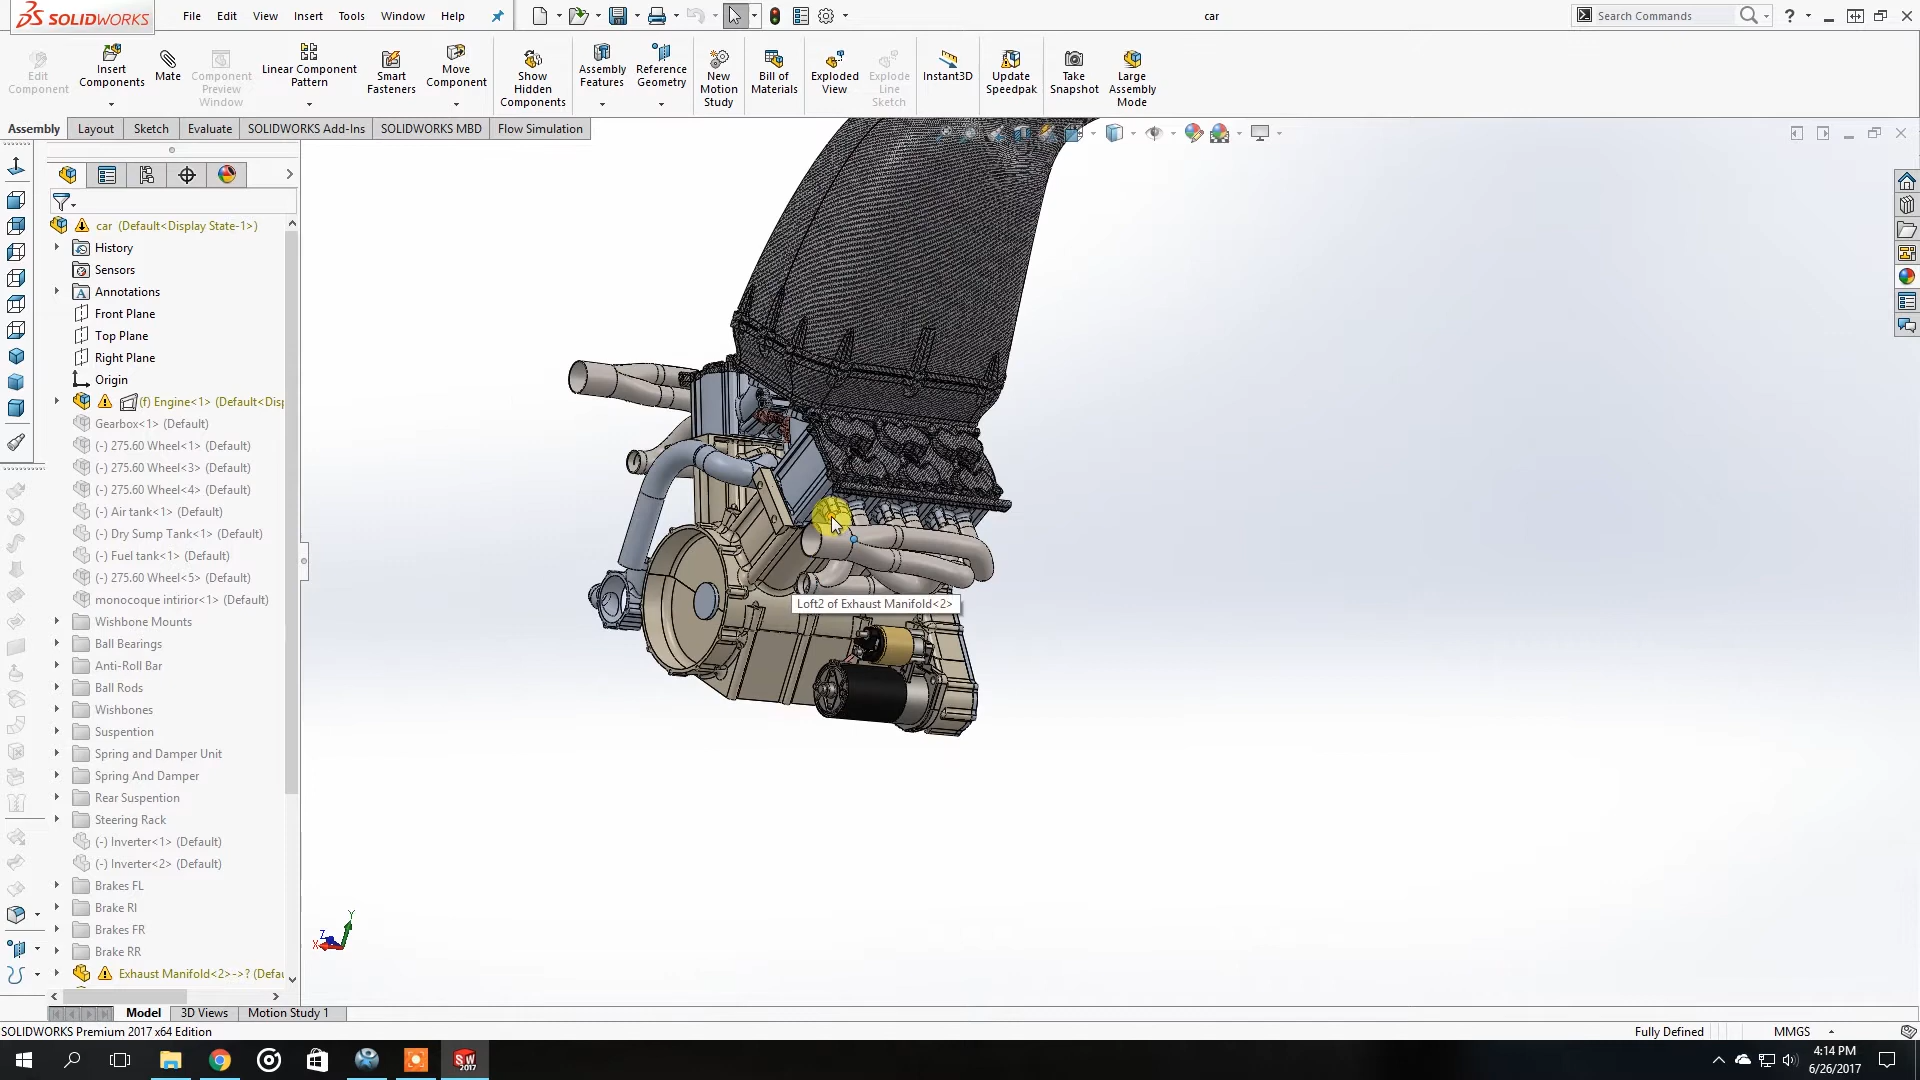 SOLIDWORKS
File Edit View Insert Tools Window Help
car
Search Commands
Edit Component
Insert Components
Mate
Component Preview Window
Linear Component Pattern
Smart Fasteners
Move Component
Show Hidden Components
Assembly Features
Reference Geometry
New Motion Study
Bill of Materials
Exploded View
Explode Line Sketch
Instant3D
Update Speedpak
Take Snapshot
Large Assembly Mode
Assembly Layout Sketch Evaluate SOLIDWORKS Add-Ins SOLIDWORKS MBD Flow Simulation
car (Default<Display State-1>)
History
Sensors
Annotations
Front Plane
Top Plane
Right Plane
Origin
(f) Engine<1> (Default<Disp
Gearbox<1> (Default)
(-) 275.60 Wheel<1> (Default)
(-) 275.60 Wheel<3> (Default)
(-) 275.60 Wheel<4> (Default)
(-) Air tank<1> (Default)
(-) Dry Sump Tank<1> (Default)
(-) Fuel tank<1> (Default)
(-) 275.60 Wheel<5> (Default)
monocoque intirior<1> (Default)
Wishbone Mounts
Ball Bearings
Anti-Roll Bar
Ball Rods
Wishbones
Suspention
Spring and Damper Unit
Spring And Damper
Rear Suspention
Steering Rack
(-) Inverter<1> (Default)
(-) Inverter<2> (Default)
Brakes FL
Brake RI
Brakes FR
Brake RR
Exhaust Manifold<2>->? (Defau
Loft2 of Exhaust Manifold<2>
Y
Z
X
Model 3D Views Motion Study 1
SOLIDWORKS Premium 2017 x64 Edition
Fully Defined
MMGS
SW
2017
4:14 PM
6/26/2017